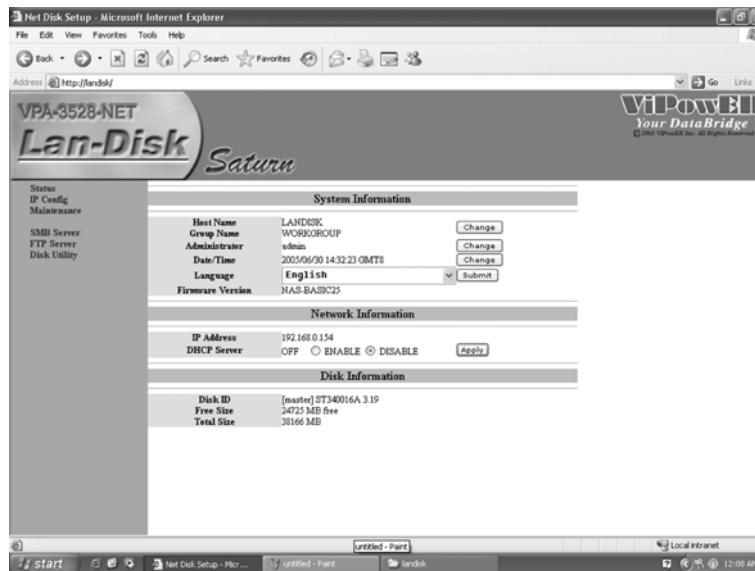 Net Disk Setup - Microsoft Internet Explorer
File Edit View Favorites Tools Help
Back Search Favorites
Address http://landisk/ Go Links
VPA-3528-NET
Lan-Disk
Saturn
ViPowER
Your DataBridge
© 2005 ViPowER Inc. All Rights Reserved
Status
IP Config
Maintenance
SMB Server
FTP Server
Disk Utility
System Information
Host Name LANDISK Change
Group Name WORKGROUP
Administrator admin Change
Date/Time 2005/06/30 14:32:23 GMT8 Change
Language English Submit
Firmware Version NAS-BASIC25
Network Information
IP Address 192.168.0.154
DHCP Server OFF ENABLE DISABLE Apply
Disk Information
Disk ID [master] ST340016A 3.19
Free Size 24725 MB free
Total Size 38166 MB
untitled - Paint
Local intranet
start Net Disk Setup - Micr... untitled - Paint landisk 12:08 AM